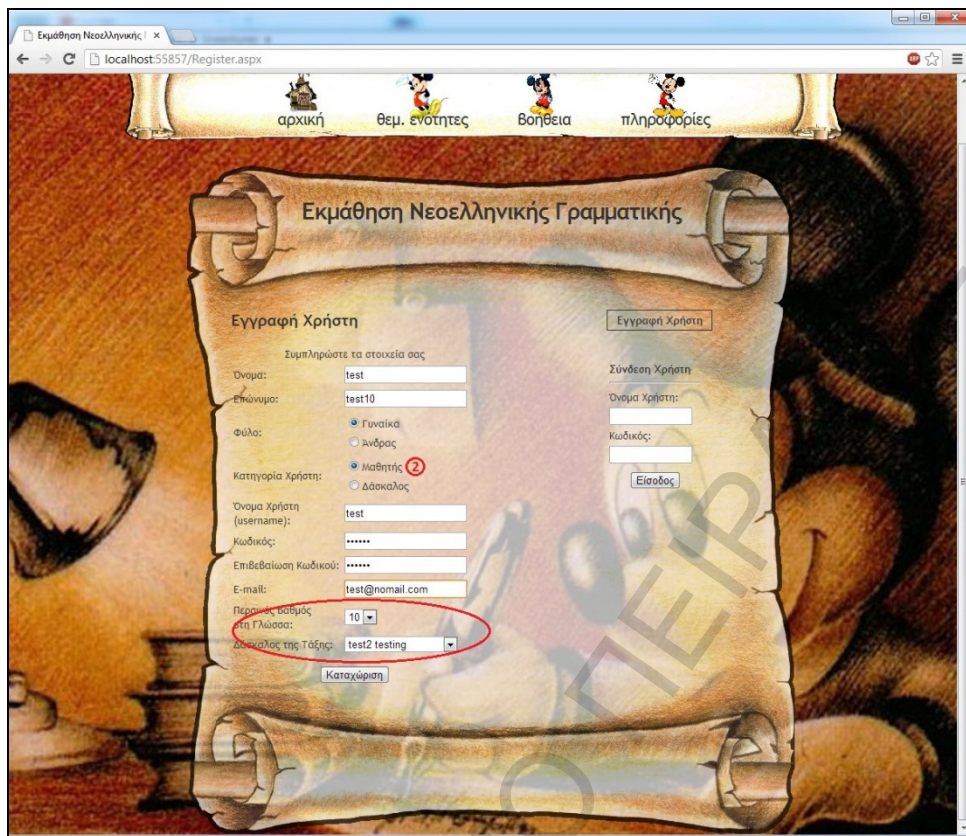 Εκμάθηση Νεοελληνικής
localhost:55857/Register.aspx
ABP
αρχική θεμ. ενότητες βοήθεια πληροφορίες
Εκμάθηση Νεοελληνικής Γραμματικής
Εγγραφή Χρήστη
Συμπληρώστε τα στοιχεία σας
Όνομα: test
Επώνυμο: test10
Φύλο:
Γυναίκα
Άνδρας
Κατηγορία Χρήστη:
Μαθητής 2
Δάσκαλος
Όνομα Χρήστη
(username): test
Κωδικός: ••••••
Επιβεβαίωση Κωδικού: ••••••
E-mail: test@nomail.com
Περσινός Βαθμός
στη Γλώσσα: 10
Δάσκαλος της Τάξης: test2 testing
Καταχώριση
Εγγραφή Χρήστη
Σύνδεση Χρήστη
Όνομα Χρήστη:
Κωδικός:
Είσοδος